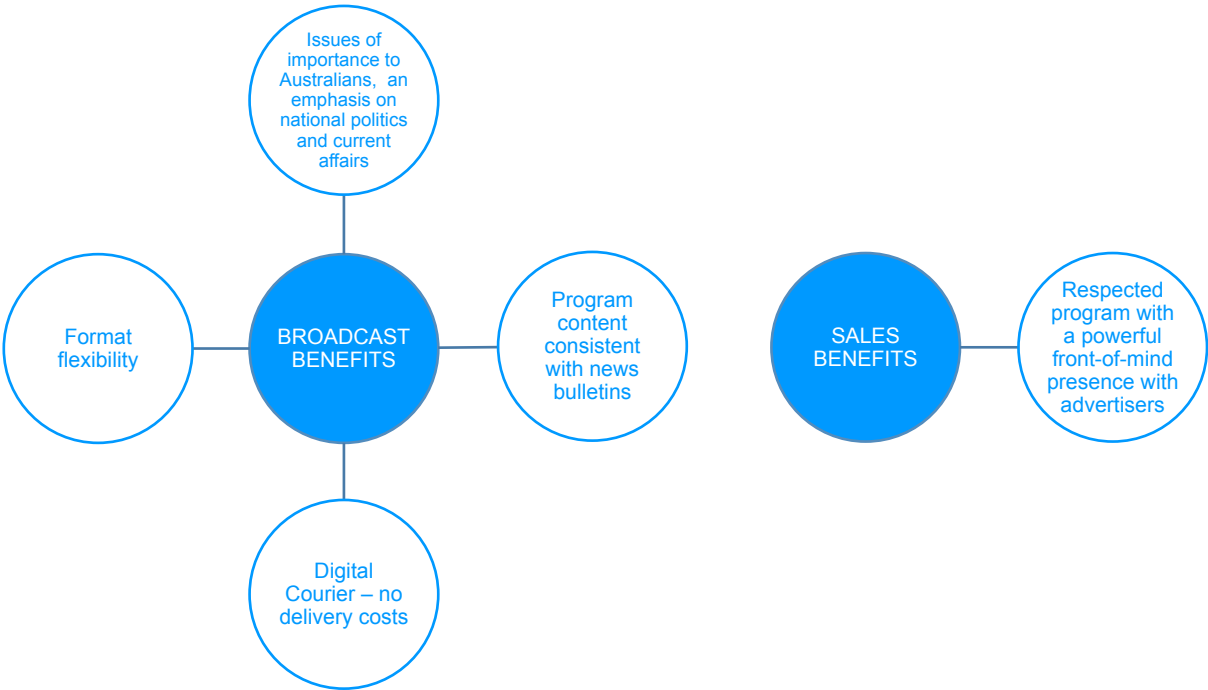 Issues of
importance to
Australians,  an
emphasis on
national politics
and current
affairs
Format
flexibility
BROADCAST
BENEFITS
Program
content
consistent
with news
bulletins
Digital
Courier – no
delivery costs
SALES
BENEFITS
Respected
program with
a powerful
front-of-mind
presence with
advertisers